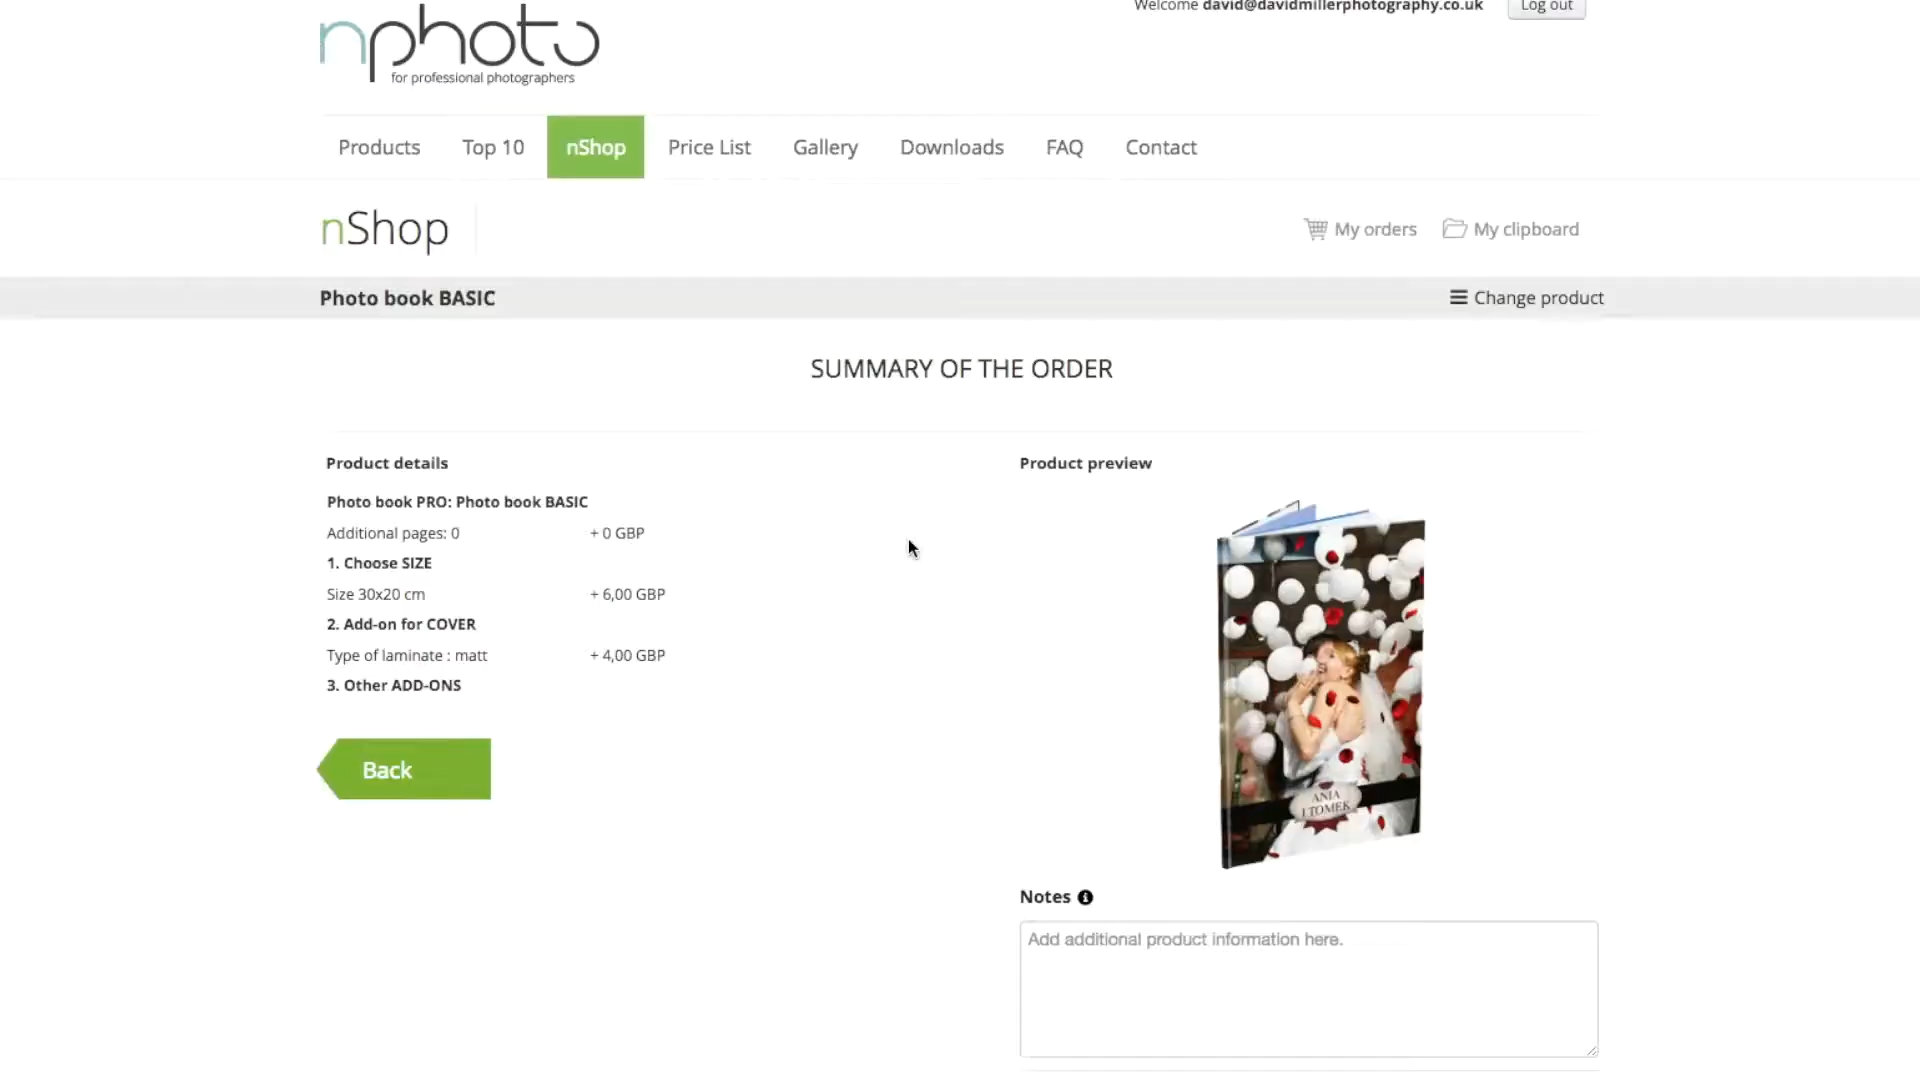 nphoto
for professional photographers
Welcome david@davidmillerphotography.co.uk
Log out
Products
Top 10
nShop
Price List
Gallery
Downloads
FAQ
Contact
nShop
My orders
My clipboard
Photo book BASIC
Change product
SUMMARY OF THE ORDER
Product details
Photo book PRO: Photo book BASIC
Additional pages: 0 + 0 GBP
1. Choose SIZE
Size 30x20 cm + 6,00 GBP
2. Add-on for COVER
Type of laminate : matt + 4,00 GBP
3. Other ADD-ONS
Back
Product preview
ANIA
I TOMEK
Notes
Add additional product information here.